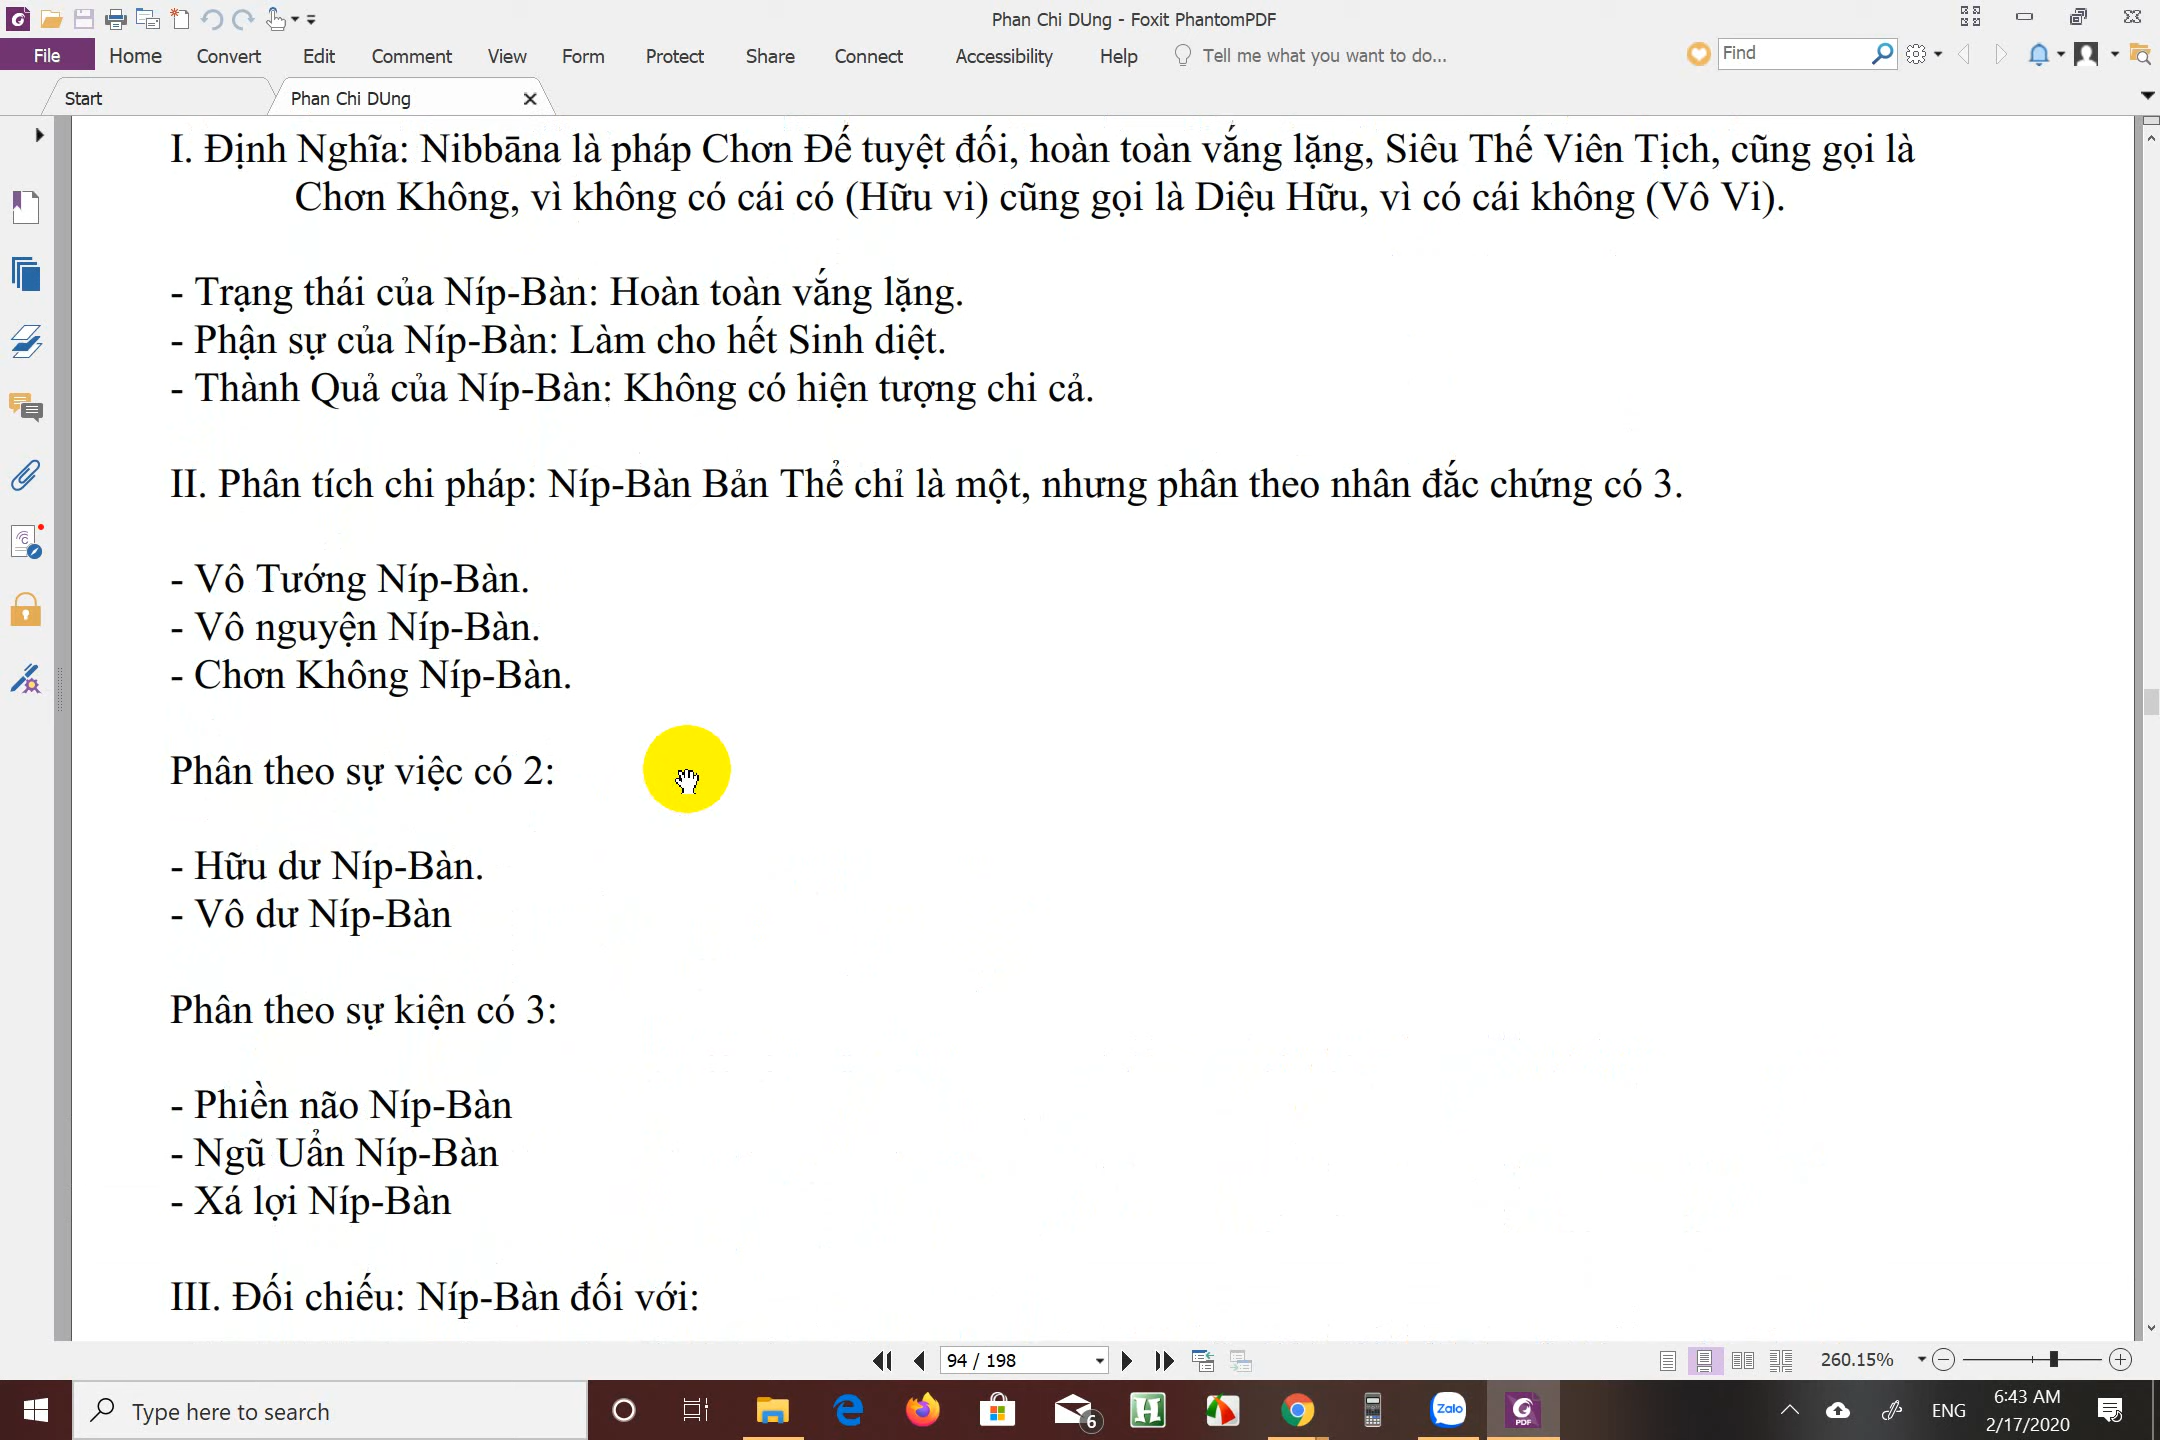 Phan Chi DUng - Foxit PhantomPDF
File Home Convert Edit Comment View Form Protect Share Connect Accessibility Help Tell me what you want to do... Find
Start Phan Chi DUng
I. Định Nghĩa: Nibbāna là pháp Chơn Đế tuyệt đối, hoàn toàn vắng lặng, Siêu Thế Viên Tịch, cũng gọi là
Chơn Không, vì không có cái có (Hữu vi) cũng gọi là Diệu Hữu, vì có cái không (Vô Vi).
- Trạng thái của Níp-Bàn: Hoàn toàn vắng lặng.
- Phận sự của Níp-Bàn: Làm cho hết Sinh diệt.
- Thành Quả của Níp-Bàn: Không có hiện tượng chi cả.
II. Phân tích chi pháp: Níp-Bàn Bản Thể chỉ là một, nhưng phân theo nhân đắc chứng có 3.
- Vô Tướng Níp-Bàn.
- Vô nguyện Níp-Bàn.
- Chơn Không Níp-Bàn.
Phân theo sự việc có 2:
- Hữu dư Níp-Bàn.
- Vô dư Níp-Bàn
Phân theo sự kiện có 3:
- Phiền não Níp-Bàn
- Ngũ Uẩn Níp-Bàn
- Xá lợi Níp-Bàn
III. Đối chiếu: Níp-Bàn đối với:
94 / 198 260.15%
Type here to search 6 Zalo PDF ENG 6:43 AM
2/17/2020